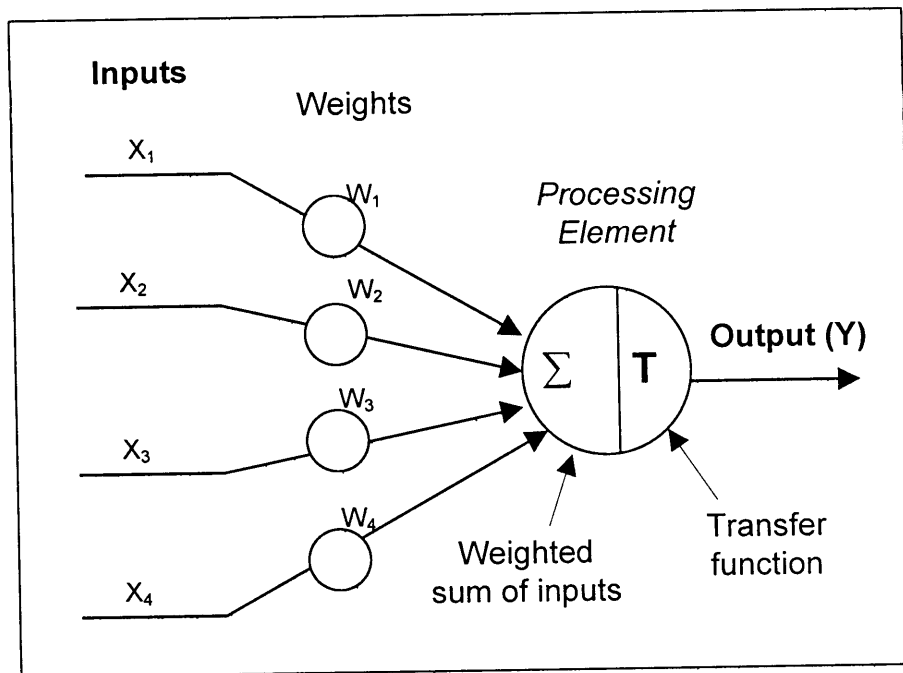 Inputs
Weights
X₁
W₁
Processing
Element
X₂
W₂
Output (Y)
Σ
T
W₃
X₃
W₄
Weighted
sum of inputs
Transfer
function
X₄